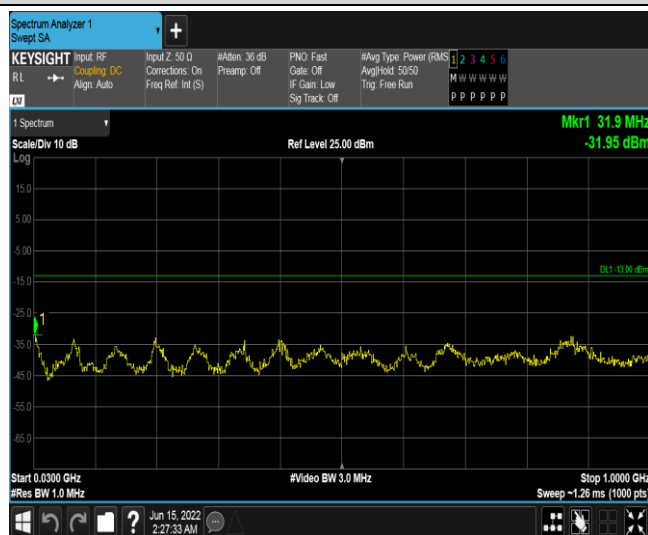 Spectrum Analyzer 1
Swept SA
+
KEYSIGHT
RL
LXI
Input: RF
Coupling: DC
Align: Auto
Input Z: 50 Ω
Corrections: On
Freq Ref: Int (S)
#Atten: 36 dB
Preamp: Off
PNO: Fast
Gate: Off
IF Gain: Low
Sig Track: Off
#Avg Type: Power (RMS
Avg|Hold: 50/50
Trig: Free Run
1 2 3 4 5 6
M W W W W W
P P P P P P
1 Spectrum
Mkr1 31.9 MHz
-31.95 dBm
Scale/Div 10 dB
Ref Level 25.00 dBm
Log
15.0
5.00
-5.00
DL1 -13.00 dBm
-15.0
-25.0
1
-35.0
-45.0
-55.0
-65.0
Start 0.0300 GHz
#Video BW 3.0 MHz
Stop 1.0000 GHz
#Res BW 1.0 MHz
Sweep ~1.26 ms (1000 pts)
?
Jun 15, 2022
2:27:33 AM